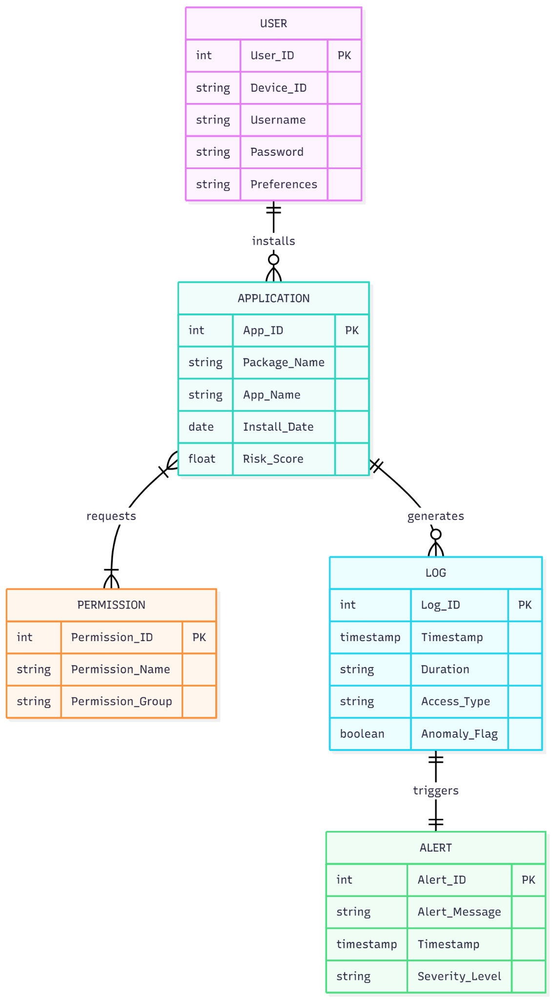 USER
int User_ID PK
string Device_ID
string Username
string Password
string Preferences
installs
APPLICATION
int App_ID PK
string Package_Name
string App_Name
date Install_Date
float Risk_Score
requests
generates
PERMISSION
int Permission_ID PK
string Permission_Name
string Permission_Group
LOG
int Log_ID PK
timestamp Timestamp
string Duration
string Access_Type
boolean Anomaly_Flag
triggers
ALERT
int Alert_ID PK
string Alert_Message
timestamp Timestamp
string Severity_Level